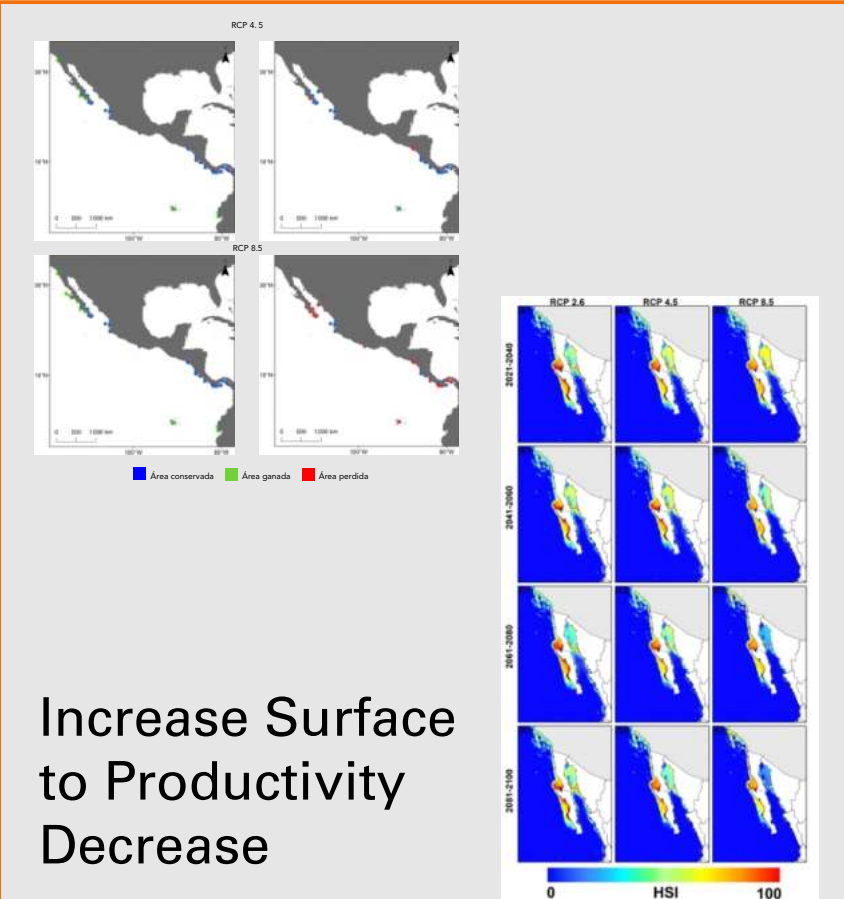 RCP 4. 5
RCP 8.5
Área conservada Área ganada Área perdida
RCP 2.6 RCP 4.5 RCP 8.5
2021-2040
2041-2060
2061-2080
2081-2100
0 HSI 100
Increase Surface
to Productivity
Decrease